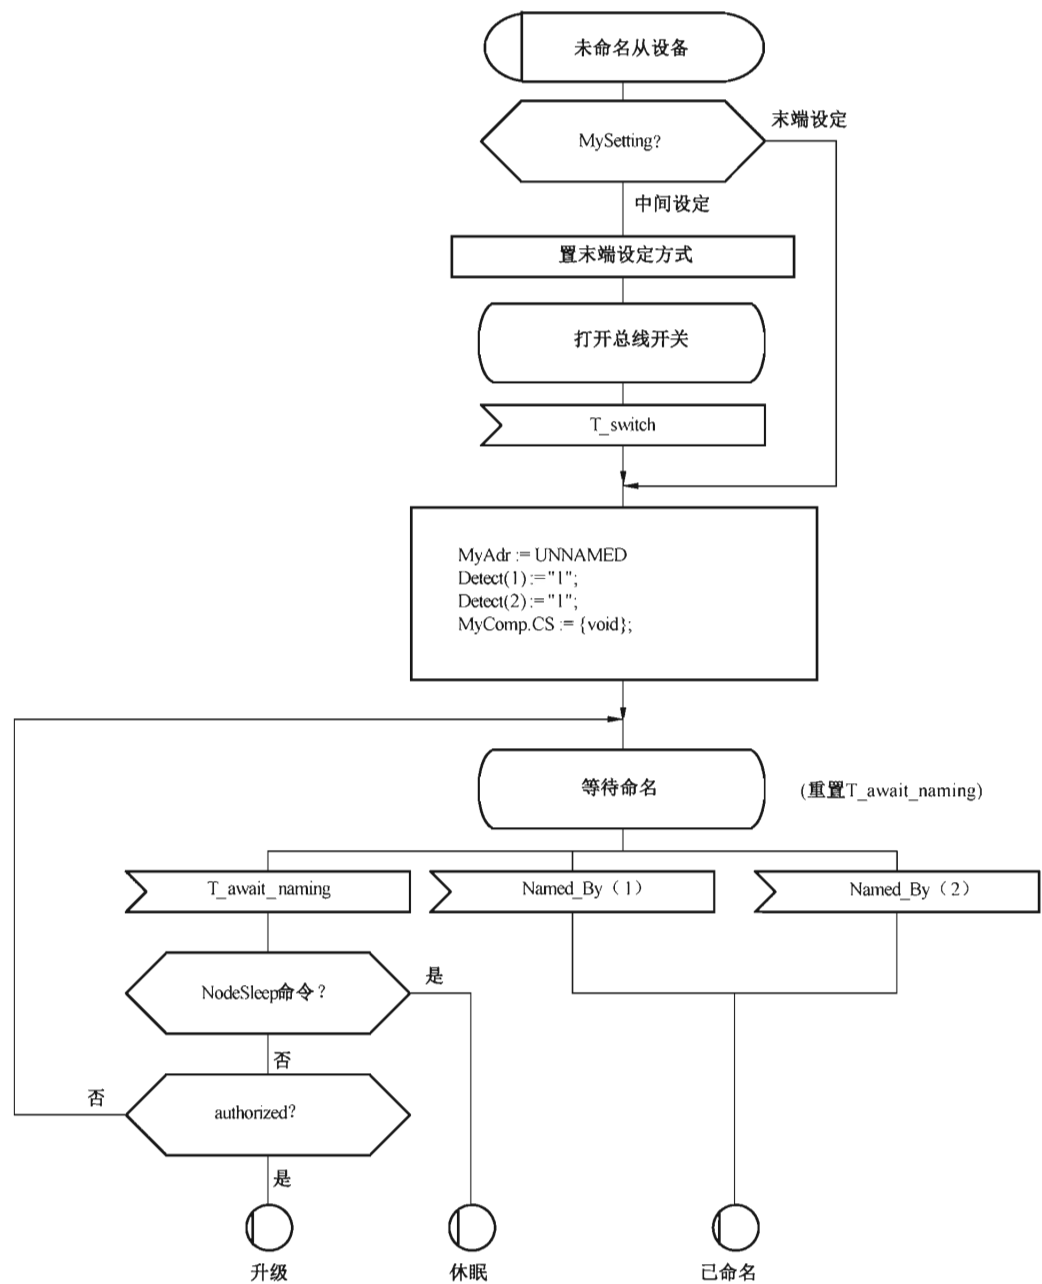 未命名从设备
MySetting?
末端设定
中间设定
置末端设定方式
打开总线开关
T_switch
MyAdr := UNNAMED
Detect(1) := "1";
Detect(2) := "1";
MyComp.CS := {void};
等待命名
(重置T_await_naming)
T_await_naming
Named_By（1）
Named_By（2）
NodeSleep命令？
是
否
authorized?
否
是
升级
休眠
已命名